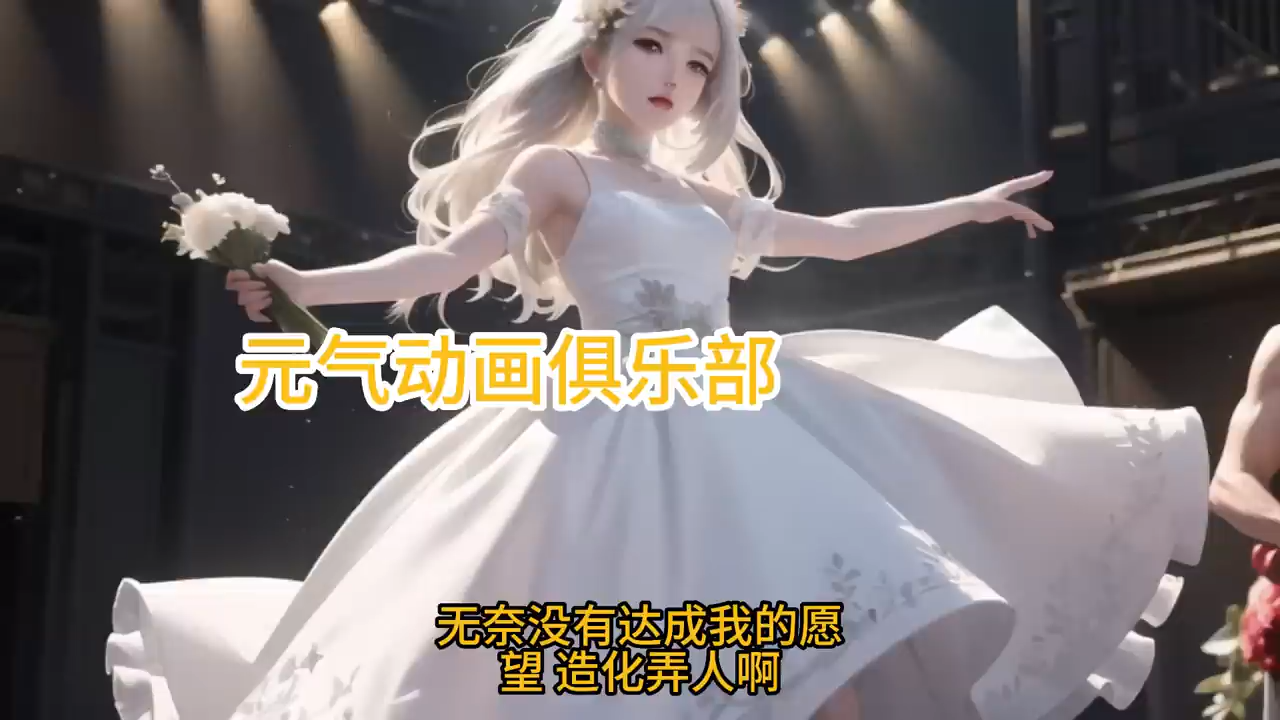 元气动画俱乐部
无奈没有达成我的愿
望 造化弄人啊